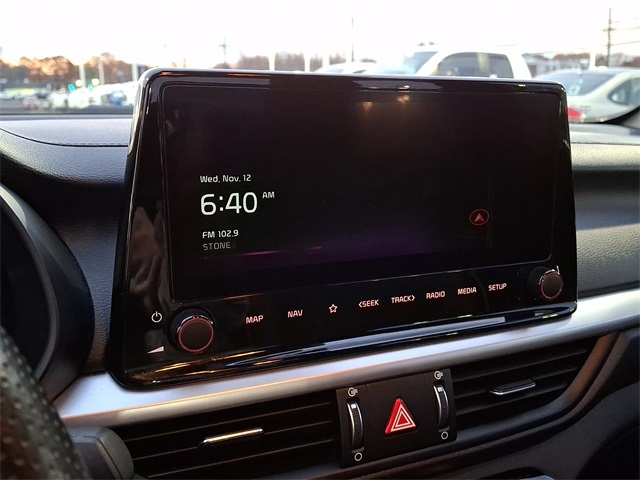 Wed, Nov. 12
6:40 AM
FM 102.9
STONE
MAP NAV <SEEK TRACK> RADIO MEDIA SETUP